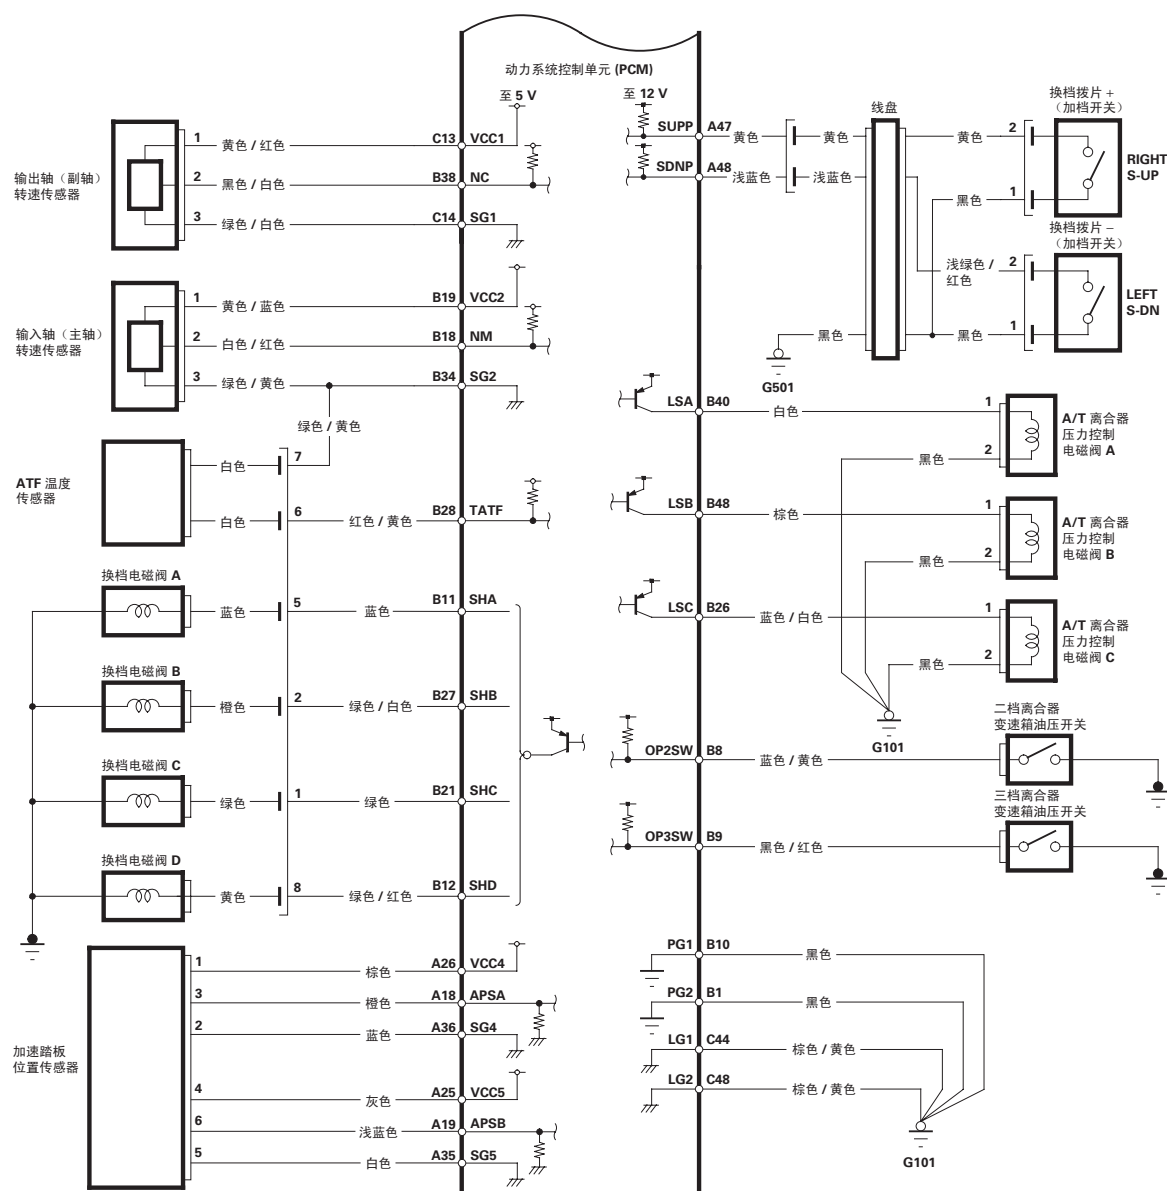 动力系统控制单元 (PCM)
至 5 V
至 12 V
输出轴（副轴）
转速传感器
1 黄色 / 红色 C13 VCC1
2 黑色 / 白色 B38 NC
3 绿色 / 白色 C14 SG1
输入轴（主轴）
转速传感器
1 黄色 / 蓝色 B19 VCC2
2 白色 / 红色 B18 NM
3 绿色 / 黄色 B34 SG2
绿色 / 黄色
ATF 温度
传感器
白色 7
白色 6 红色 / 黄色 B28 TATF
换档电磁阀 A
蓝色 5 蓝色 B11 SHA
换档电磁阀 B
橙色 2 绿色 / 白色 B27 SHB
换档电磁阀 C
绿色 1 绿色 B21 SHC
换档电磁阀 D
黄色 8 绿色 / 红色 B12 SHD
加速踏板
位置传感器
1 棕色 A26 VCC4
3 橙色 A18 APSA
2 蓝色 A36 SG4
4 灰色 A25 VCC5
6 浅蓝色 A19 APSB
5 白色 A35 SG5
线盘
SUPP A47 黄色 黄色 黄色 2
SDNP A48 浅蓝色 浅蓝色
黑色 1
换档拨片 +
（加档开关）
RIGHT
S-UP
换档拨片 –
（加档开关）
浅绿色 /
红色
2
LEFT
S-DN
黑色 黑色 1
G501
LSA B40 白色 1
黑色 2
A/T 离合器
压力控制
电磁阀 A
LSB B48 棕色 1
黑色 2
A/T 离合器
压力控制
电磁阀 B
LSC B26 蓝色 / 白色 1
黑色 2
A/T 离合器
压力控制
电磁阀 C
G101
二档离合器
变速箱油压开关
OP2SW B8 蓝色 / 黄色
三档离合器
变速箱油压开关
OP3SW B9 黑色 / 红色
PG1 B10 黑色
PG2 B1 黑色
LG1 C44 棕色 / 黄色
LG2 C48 棕色 / 黄色
G101